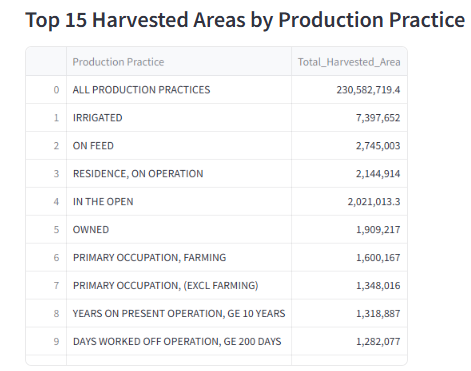 Top 15 Harvested Areas by Production Practice
Production Practice Total_Harvested_Area
0 ALL PRODUCTION PRACTICES 230,582,719.4
1 IRRIGATED 7,397,652
2 ON FEED 2,745,003
3 RESIDENCE, ON OPERATION 2,144,914
4 IN THE OPEN 2,021,013.3
5 OWNED 1,909,217
6 PRIMARY OCCUPATION, FARMING 1,600,167
7 PRIMARY OCCUPATION, (EXCL FARMING) 1,348,016
8 YEARS ON PRESENT OPERATION, GE 10 YEARS 1,318,887
9 DAYS WORKED OFF OPERATION, GE 200 DAYS 1,282,077